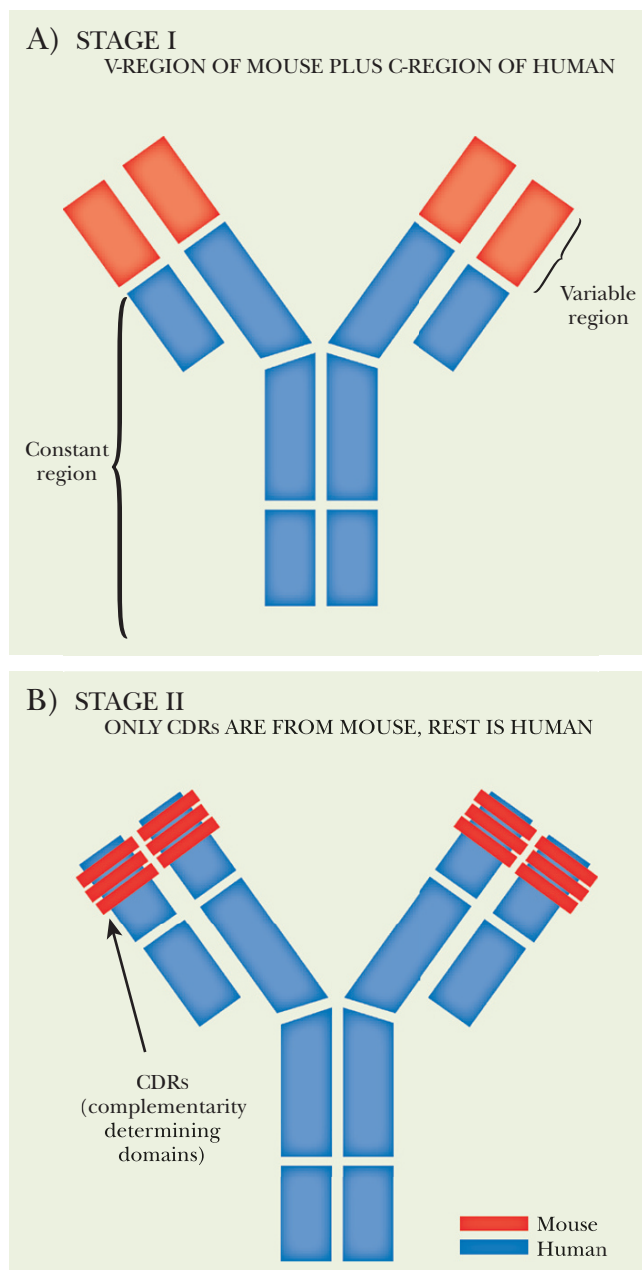 A) STAGE I
V-REGION OF MOUSE PLUS C-REGION OF HUMAN
Variable
region
Constant
region
B) STAGE II
ONLY CDRs ARE FROM MOUSE, REST IS HUMAN
CDRs
(complementarity
determining
domains)
Mouse
Human